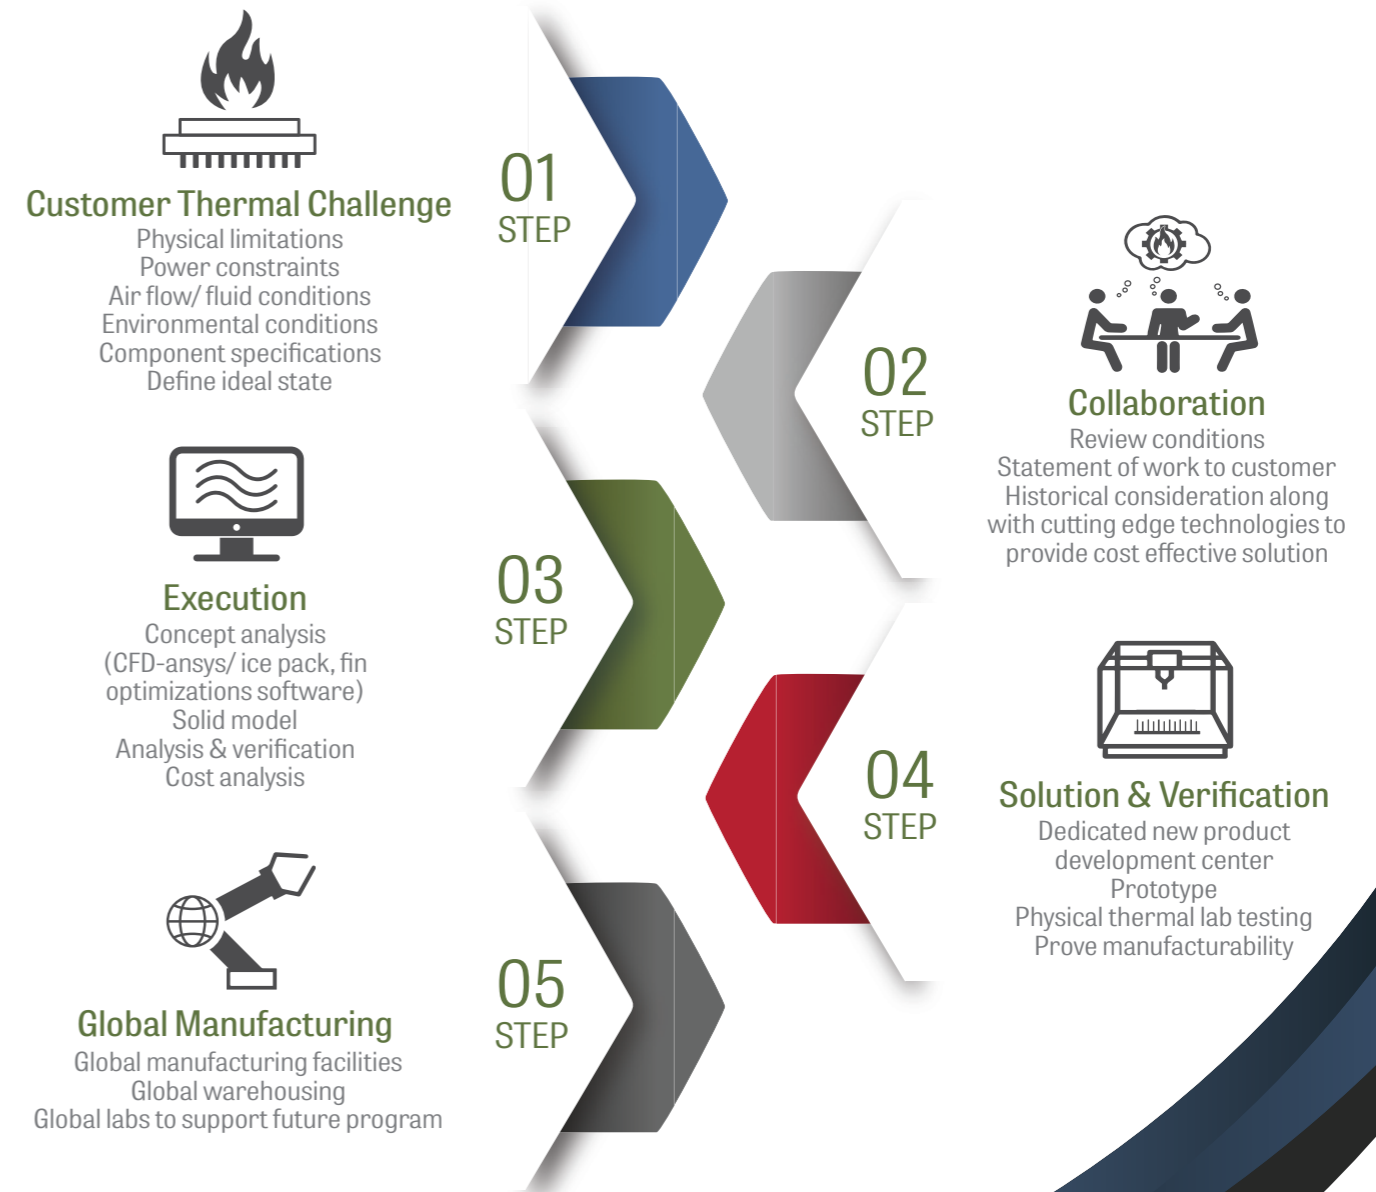 01
STEP
Customer Thermal Challenge
Physical limitations
Power constraints
Air flow/ fluid conditions
Environmental conditions
Component specifications
Define ideal state
02
STEP
Collaboration
Review conditions
Statement of work to customer
Historical consideration along
with cutting edge technologies to
provide cost effective solution
03
STEP
Execution
Concept analysis
(CFD-ansys/ ice pack, fin
optimizations software)
Solid model
Analysis & verification
Cost analysis
04
STEP
Solution & Verification
Dedicated new product
development center
Prototype
Physical thermal lab testing
Prove manufacturability
05
STEP
Global Manufacturing
Global manufacturing facilities
Global warehousing
Global labs to support future program